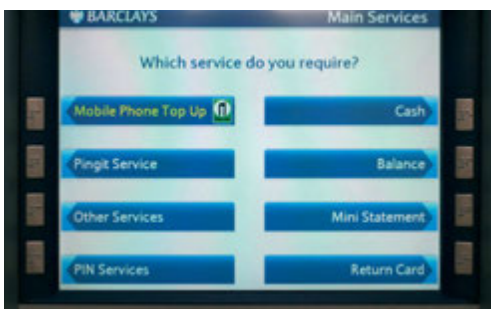 BARCLAYS
Main Services
Which service do you require?
Mobile Phone Top Up
Cash
Pingit Service
Balance
Other Services
Mini Statement
PIN Services
Return Card